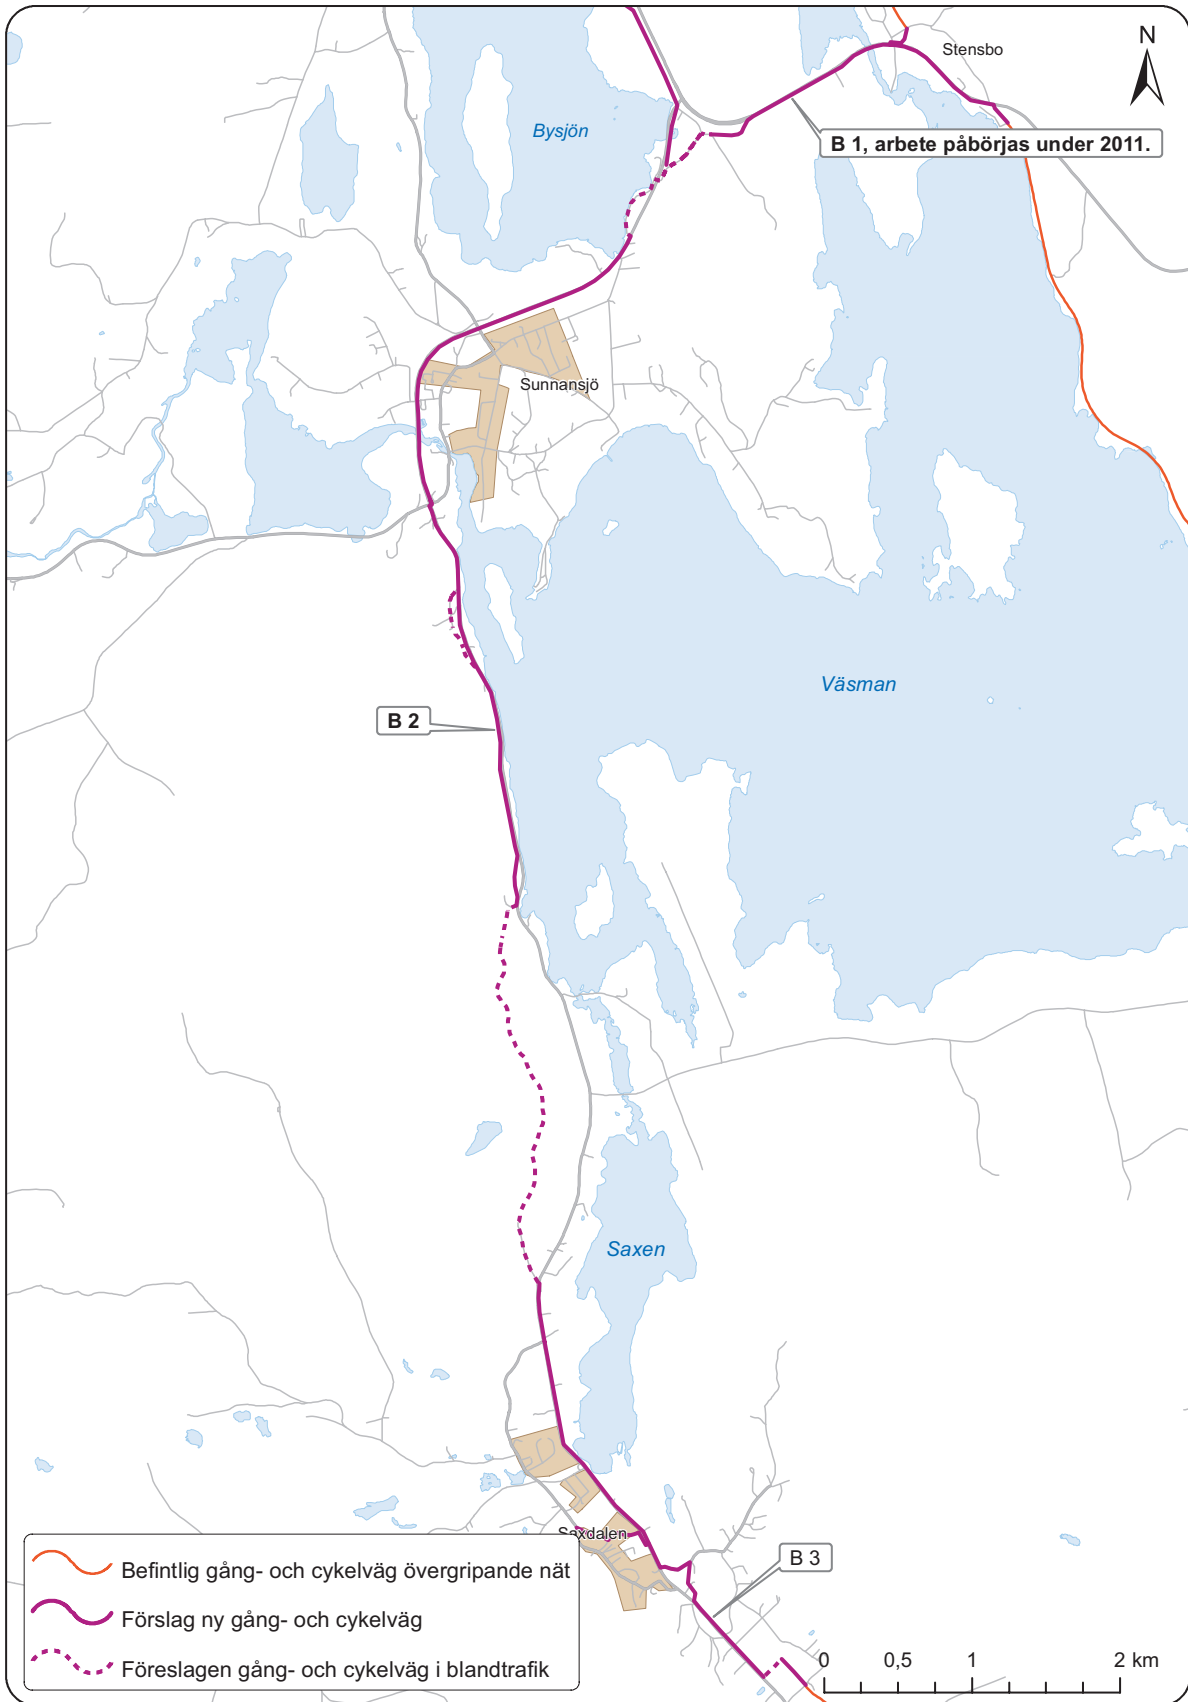 N
Stensbo
Bysjön
B 1, arbete påbörjas under 2011.
Sunnansjö
Väsman
B 2
Saxen
Saxdalen
B 3
Befintlig gång- och cykelväg övergripande nät
Förslag ny gång- och cykelväg
Föreslagen gång- och cykelväg i blandtrafik
0 0,5 1 2 km